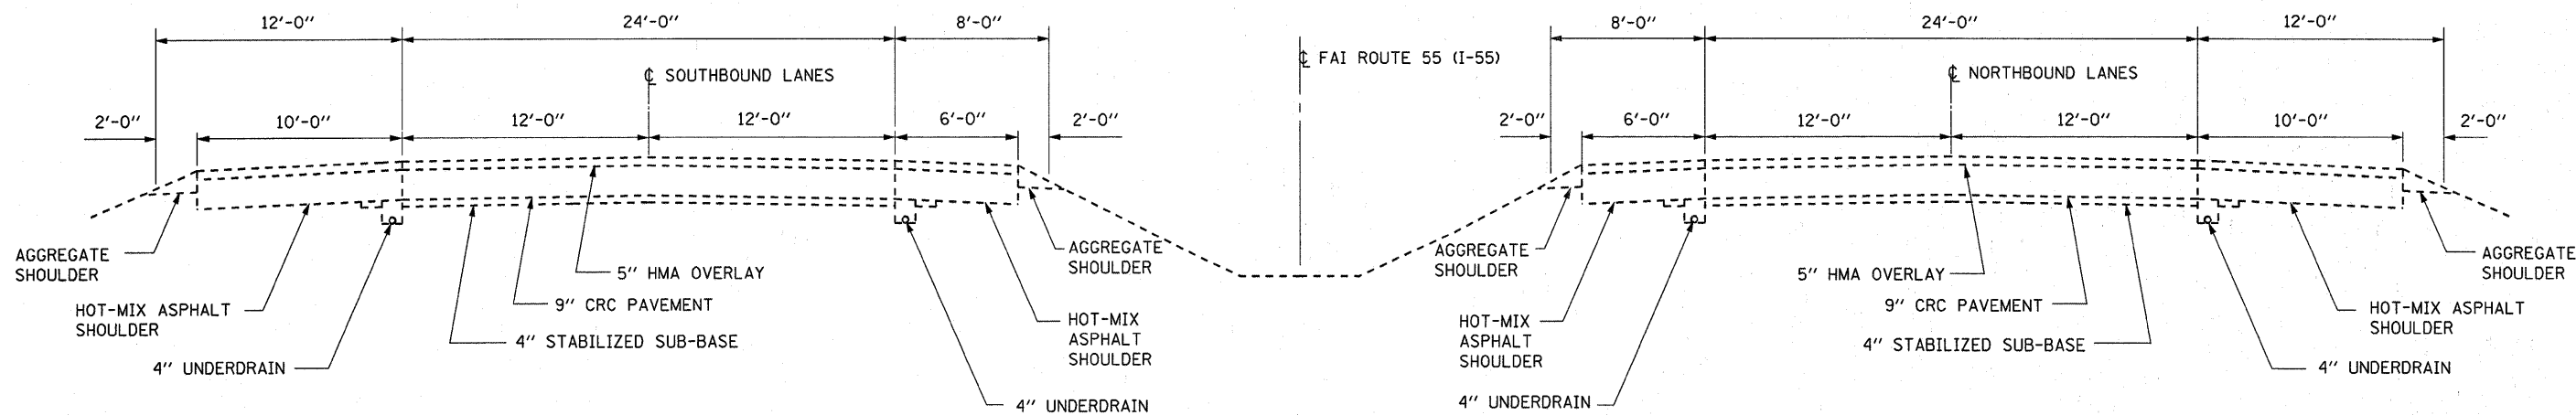 12'-0" 24'-0" 8'-0" 8'-0" 24'-0" 12'-0"
℄ FAI ROUTE 55 (I-55)
℄ SOUTHBOUND LANES ℄ NORTHBOUND LANES
2'-0" 10'-0" 12'-0" 12'-0" 6'-0" 2'-0" 2'-0" 6'-0" 12'-0" 12'-0" 10'-0" 2'-0"
AGGREGATE
SHOULDER
HOT-MIX ASPHALT
SHOULDER
4" UNDERDRAIN
5" HMA OVERLAY
9" CRC PAVEMENT
4" STABILIZED SUB-BASE
AGGREGATE
SHOULDER
HOT-MIX
ASPHALT
SHOULDER
4" UNDERDRAIN
AGGREGATE
SHOULDER
HOT-MIX
ASPHALT
SHOULDER
4" UNDERDRAIN
5" HMA OVERLAY
9" CRC PAVEMENT
4" STABILIZED SUB-BASE
AGGREGATE
SHOULDER
HOT-MIX ASPHALT
SHOULDER
4" UNDERDRAIN